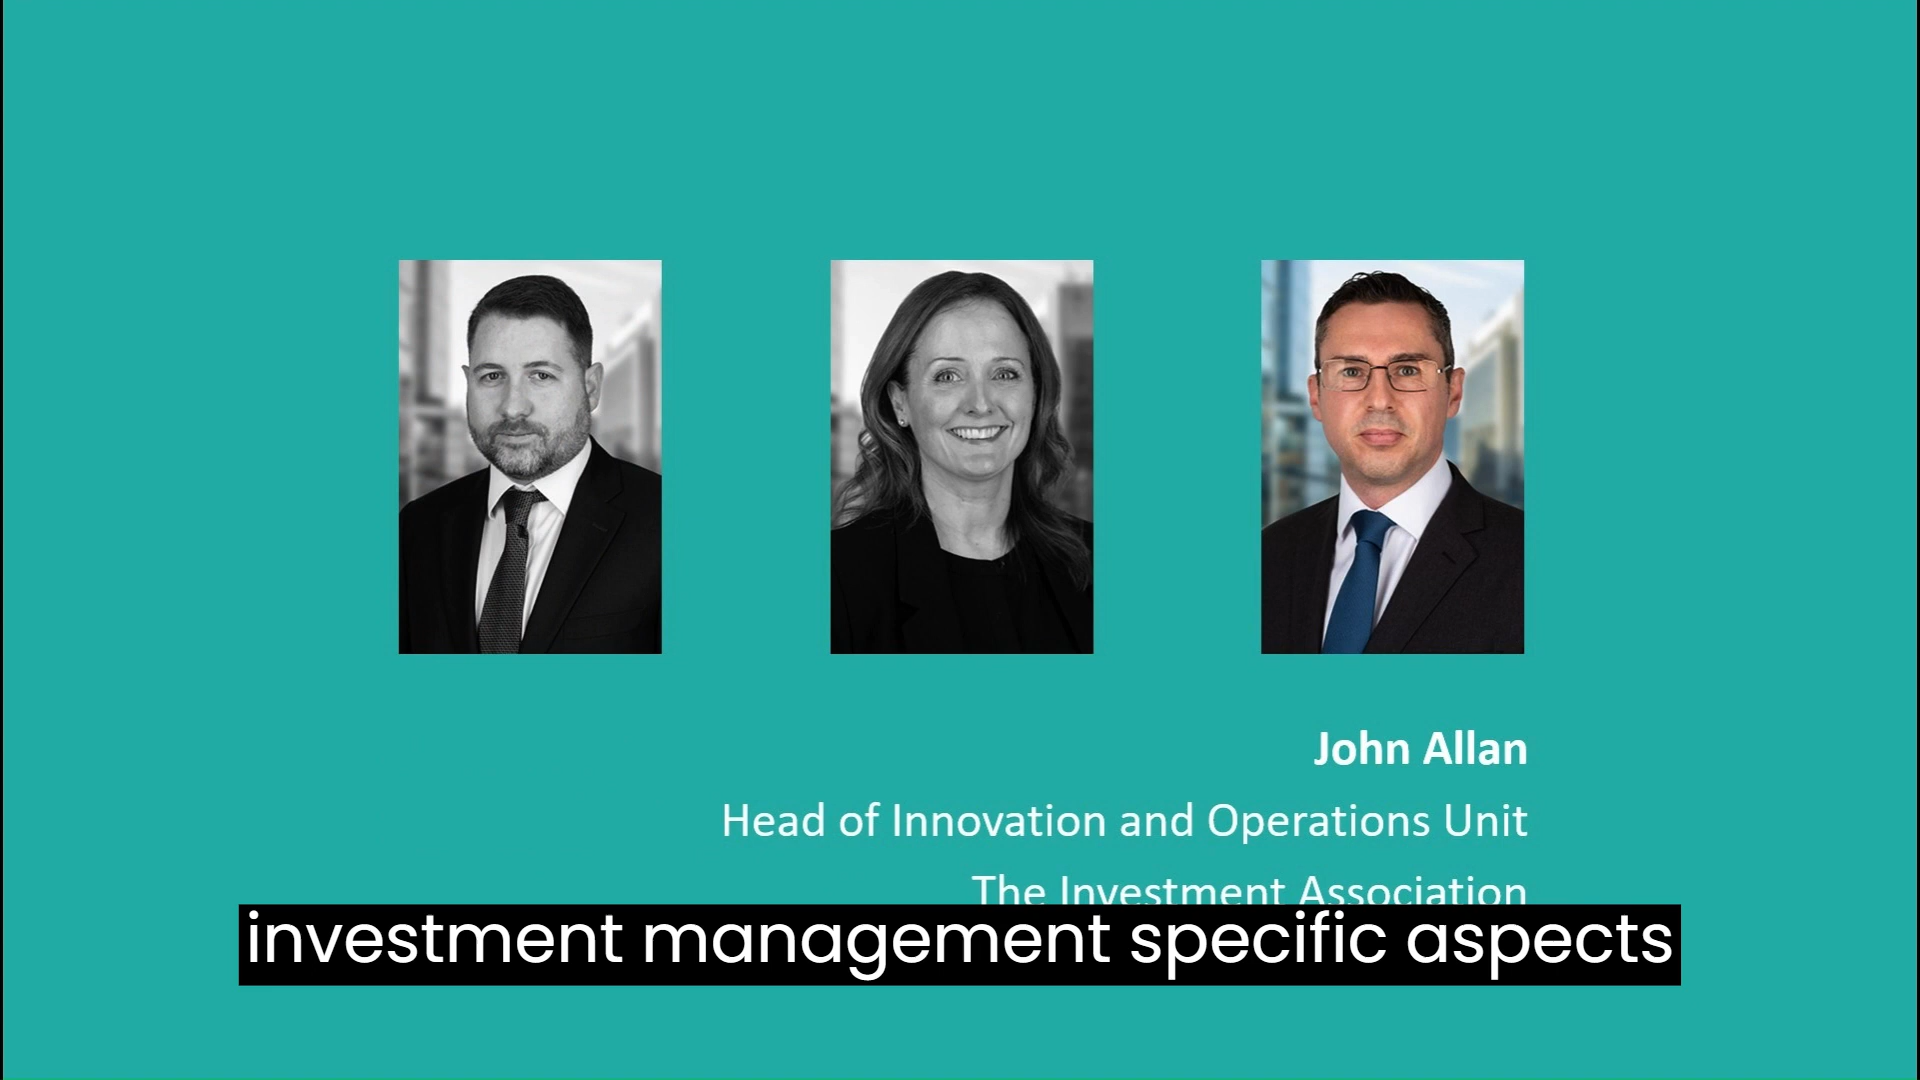 John Allan
Head of Innovation and Operations Unit
The Investment Association
investment management specific aspects